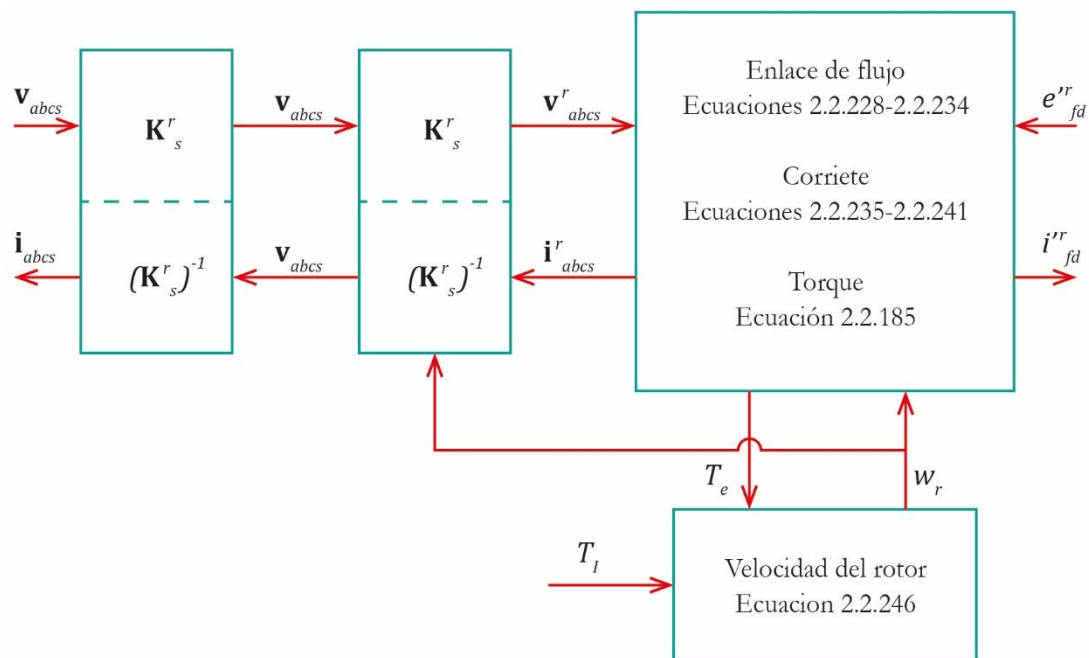 v_abcs
K^r_s
v_abcs
K^r_s
v^r_abcs
Enlace de flujo
Ecuaciones 2.2.228-2.2.234
e'^r_fd
Corriete
Ecuaciones 2.2.235-2.2.241
i_abcs
(K^r_s)^-1
v_abcs
(K^r_s)^-1
i^r_abcs
i'^r_fd
Torque
Ecuación 2.2.185
T_e
w_r
T_l
Velocidad del rotor
Ecuacion 2.2.246